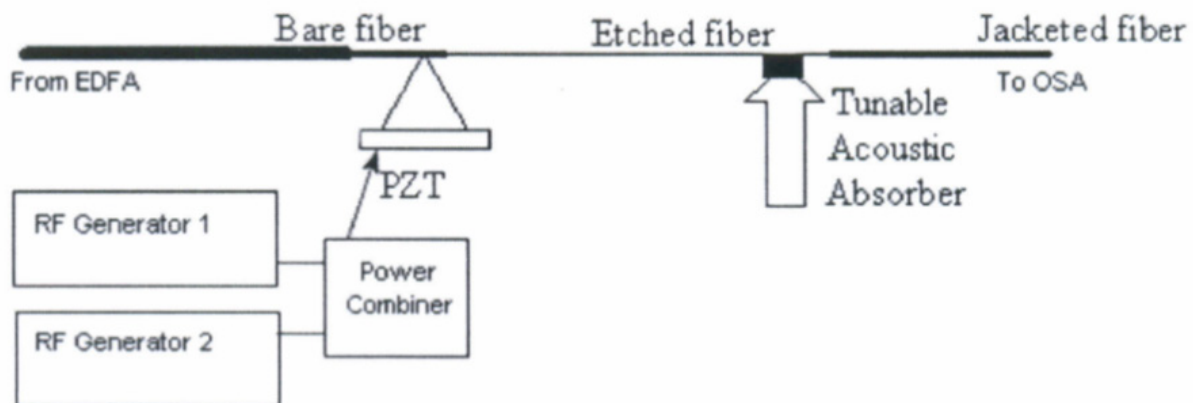 Bare fiber
Etched fiber
Jacketed fiber
From EDFA
To OSA
Tunable
Acoustic
Absorber
PZT
RF Generator 1
Power
Combiner
RF Generator 2